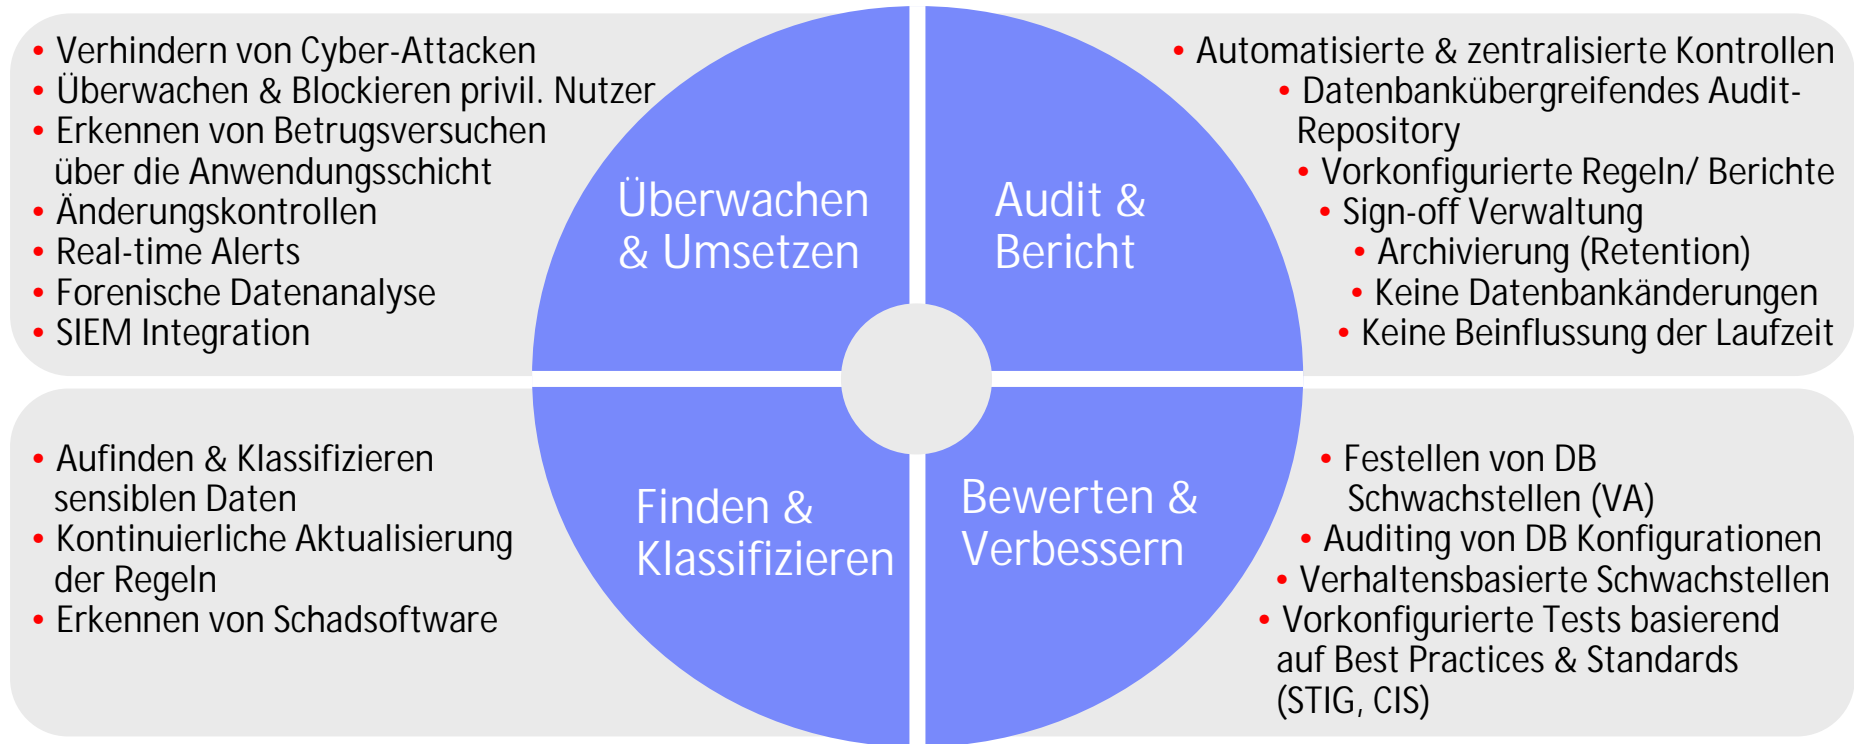 • Verhindern von Cyber-Attacken
• Überwachen & Blockieren privil. Nutzer
• Erkennen von Betrugsversuchen
über die Anwendungsschicht
• Änderungskontrollen
• Real-time Alerts
• Forenische Datenanalyse
• SIEM Integration
Überwachen
& Umsetzen
Audit &
Bericht
• Automatisierte & zentralisierte Kontrollen
• Datenbankübergreifendes Audit-
Repository
• Vorkonfigurierte Regeln/ Berichte
• Sign-off Verwaltung
• Archivierung (Retention)
• Keine Datenbankänderungen
• Keine Beinflussung der Laufzeit
• Aufinden & Klassifizieren
sensiblen Daten
• Kontinuierliche Aktualisierung
der Regeln
• Erkennen von Schadsoftware
Finden &
Klassifizieren
Bewerten &
Verbessern
• Festellen von DB
Schwachstellen (VA)
• Auditing von DB Konfigurationen
• Verhaltensbasierte Schwachstellen
• Vorkonfigurierte Tests basierend
auf Best Practices & Standards
(STIG, CIS)